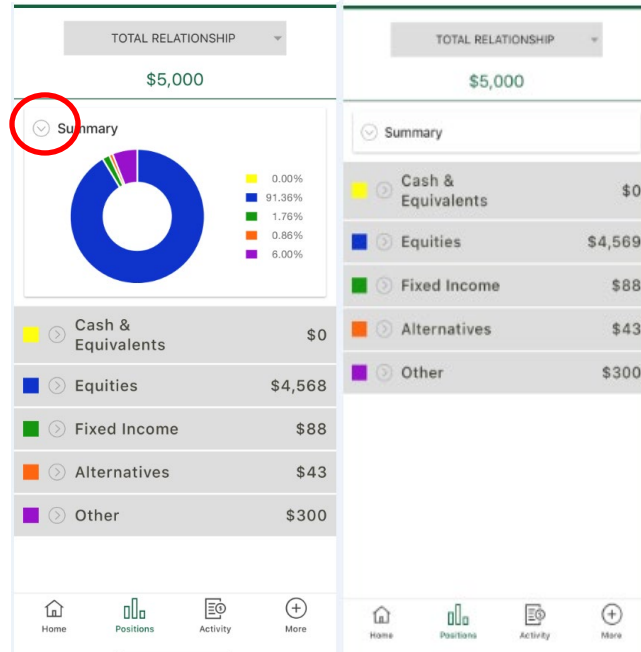 TOTAL RELATIONSHIP
$5,000
Summary
0.00%
91.36%
1.76%
0.86%
6.00%
Cash &
Equivalents
$0
Equities $4,568
Fixed Income $88
Alternatives $43
Other $300
Home Positions Activity More
TOTAL RELATIONSHIP
$5,000
Summary
Cash &
Equivalents
$0
Equities $4,569
Fixed Income $88
Alternatives $43
Other $300
Home Positions Activity More